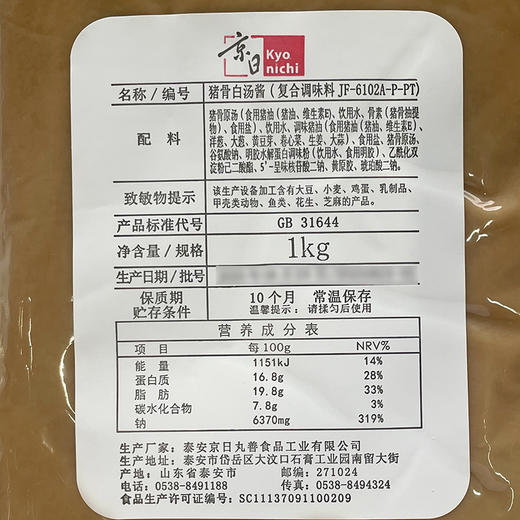 京日
Kyo
nichi
名称/编号 猪骨白汤酱(复合调味料 JF-6102A-P-PT)
配料
猪骨原汤(食用猪油(猪油、维生素E)、饮用水、骨素(猪骨抽提
物)、食盐)、饮用水、调味猪油(食用猪油(猪油、维生素E)、
洋葱、大葱、黄豆芽、卷心菜、生姜、大蒜)、食盐、猪骨原汤、
谷氨酸钠、明胶水解蛋白调味粉(饮用水、食用明胶)、乙酰化双
淀粉己二酸酯、5'-呈味核苷酸二钠、黄原胶、琥珀酸二钠。
致敏物提示
该生产设备加工含有大豆、小麦、鸡蛋、乳制品、
甲壳类动物、鱼类、花生、芝麻的产品。
产品标准代号 GB 31644
净含量/规格 1kg
生产日期/批号
保质期 10个月 常温保存
贮存条件 温馨提示: 请揉匀后使用
营养成分表
项目 每100g NRV%
能量 1151kJ 14%
蛋白质 16.8g 28%
脂肪 19.8g 33%
碳水化合物 7.8g 3%
钠 6370mg 319%
生产厂家: 泰安京日丸善食品工业有限公司
生产地址: 泰安市岱岳区大汶口石膏工业园南留大街
产地: 山东省泰安市 邮编: 271024
电话: 0538-8491188 传真: 0538-8494324
食品生产许可证编号: SC11137091100209